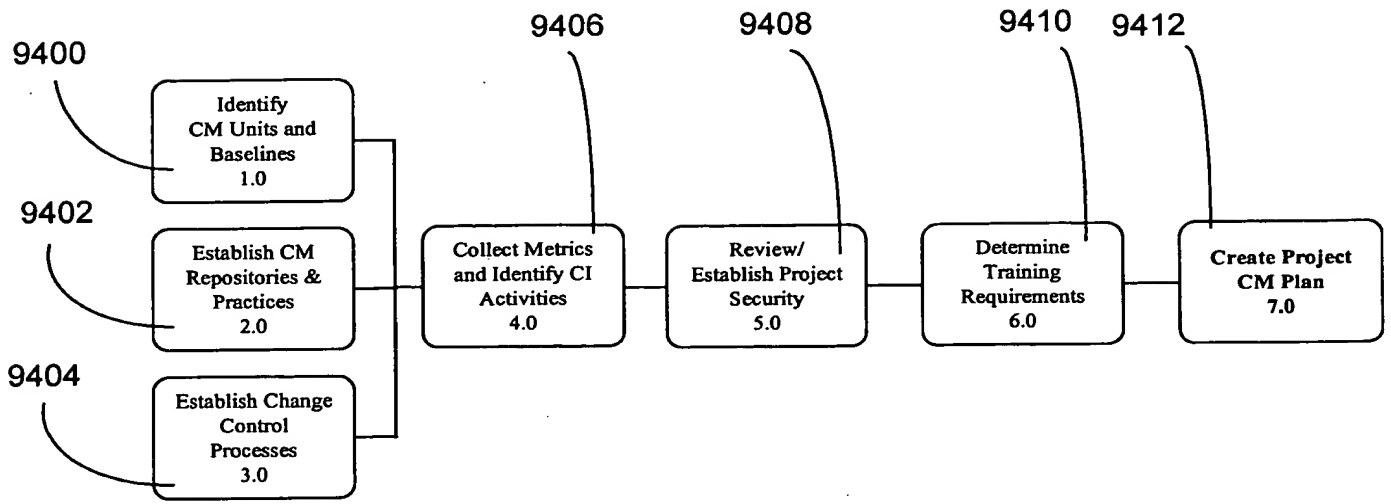 9400
Identify
CM Units and
Baselines
1.0
9402
Establish CM
Repositories &
Practices
2.0
9404
Establish Change
Control
Processes
3.0
9406
Collect Metrics
and Identify CI
Activities
4.0
9408
Review/
Establish Project
Security
5.0
9410
Determine
Training
Requirements
6.0
9412
Create Project
CM Plan
7.0